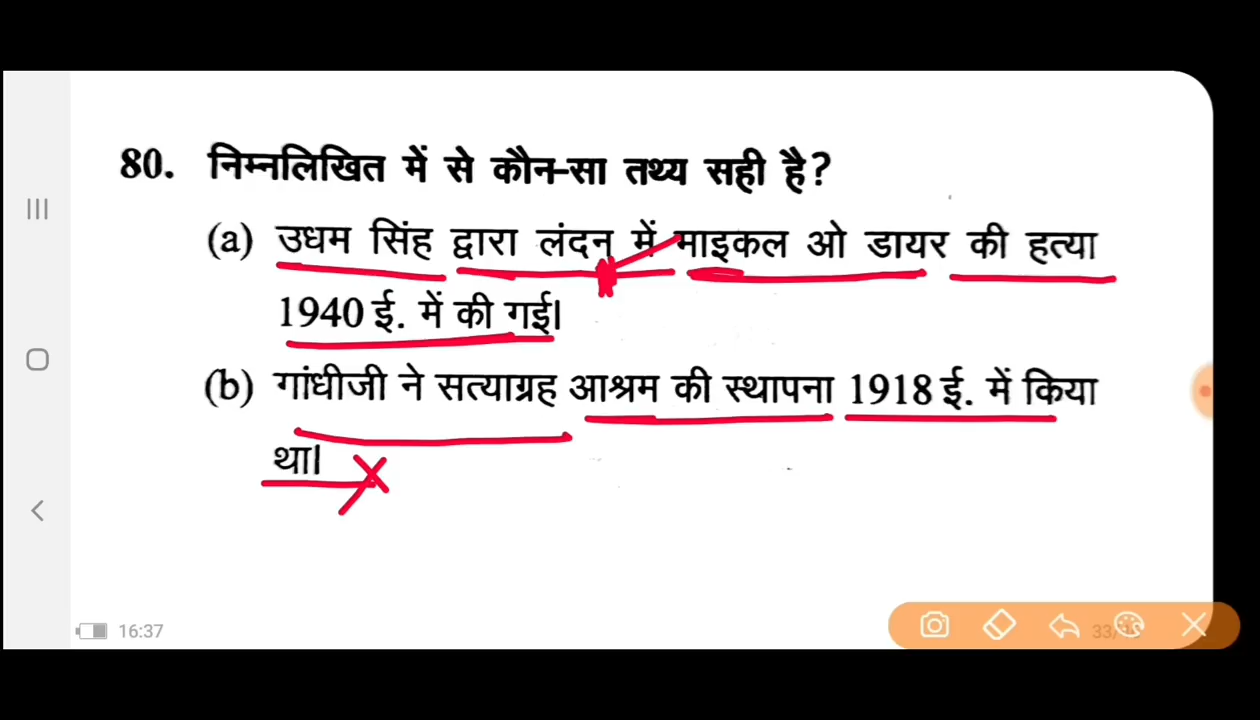 80. निम्नलिखित में से कौन-सा तथ्य सही है?
(a) उधम सिंह द्वारा लंदन में माइकल ओ डायर की हत्या
1940 ई. में की गई।
(b) गांधीजी ने सत्याग्रह आश्रम की स्थापना 1918 ई. में किया
था।
16:37